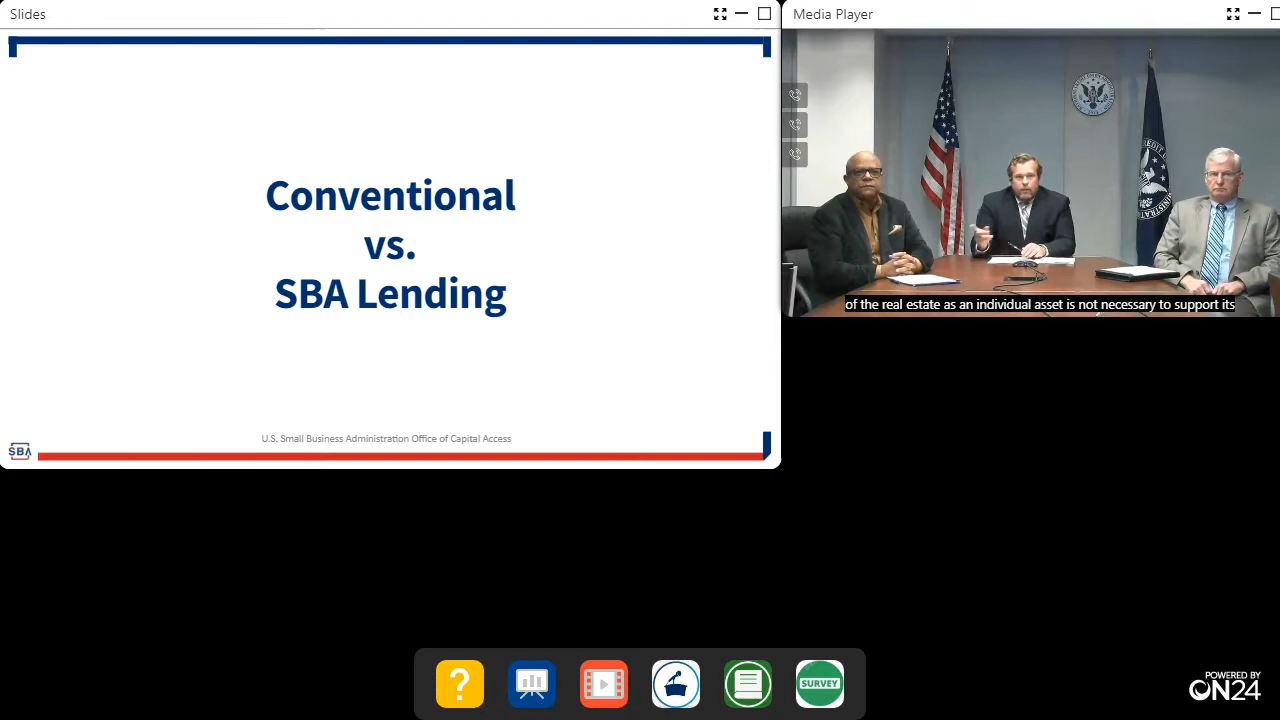 Slides
Media Player
Conventional
vs.
SBA Lending
U.S. Small Business Administration Office of Capital Access
SBA
of the real estate as an individual asset is not necessary to support its
?
SURVEY
POWERED BY
ON24